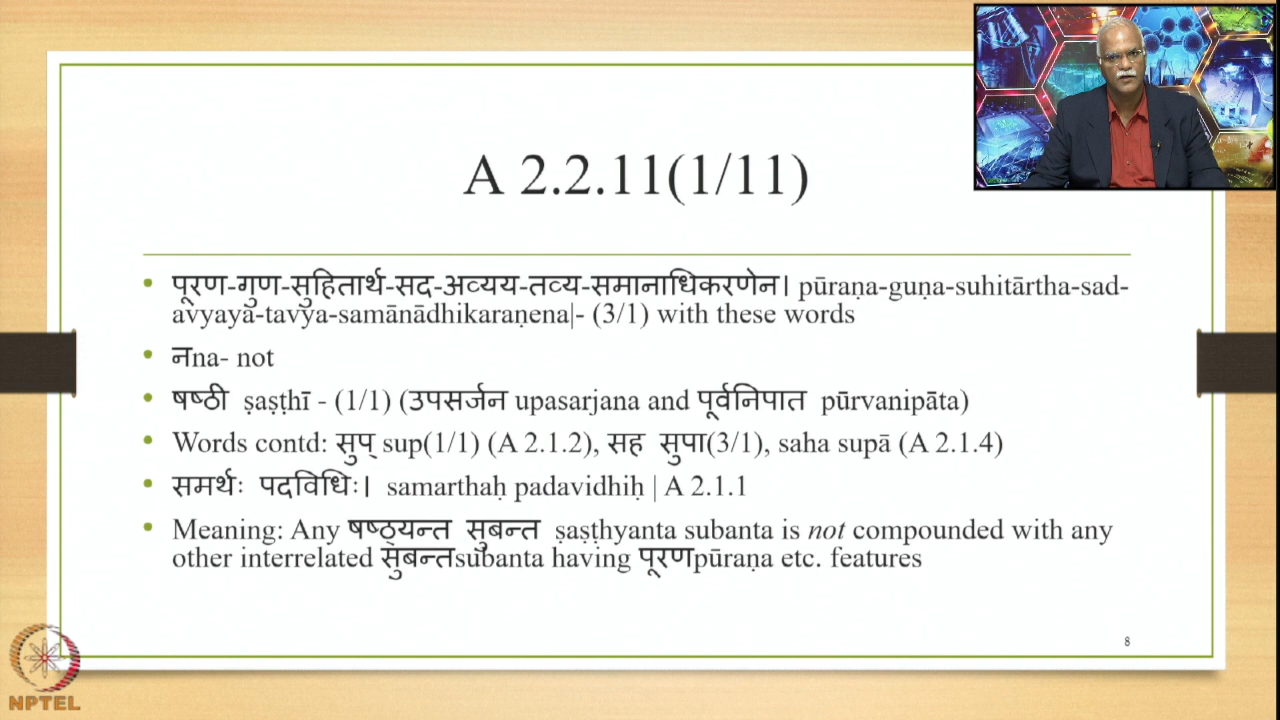 A 2.2.11(1/11)
• पूरण-गुण-सुहितार्थ-सद-अव्यय-तव्य-समानाधिकरणेन। pūraṇa-guṇa-suhitārtha-sad-
avyaya-tavya-samānādhikaraṇena|- (3/1) with these words
• नna- not
• षष्ठी ṣaṣṭhī - (1/1) (उपसर्जन upasarjana and पूर्वनिपात pūrvanipāta)
• Words contd: सुप् sup(1/1) (A 2.1.2), सह सुपा(3/1), saha supā (A 2.1.4)
• समर्थः पदविधिः। samarthaḥ padavidhiḥ | A 2.1.1
• Meaning: Any षष्ठ्यन्त सुबन्त ṣaṣṭhyanta subanta is not compounded with any
other interrelated सुबन्तsubanta having पूरणpūraṇa etc. features
8
NPTEL